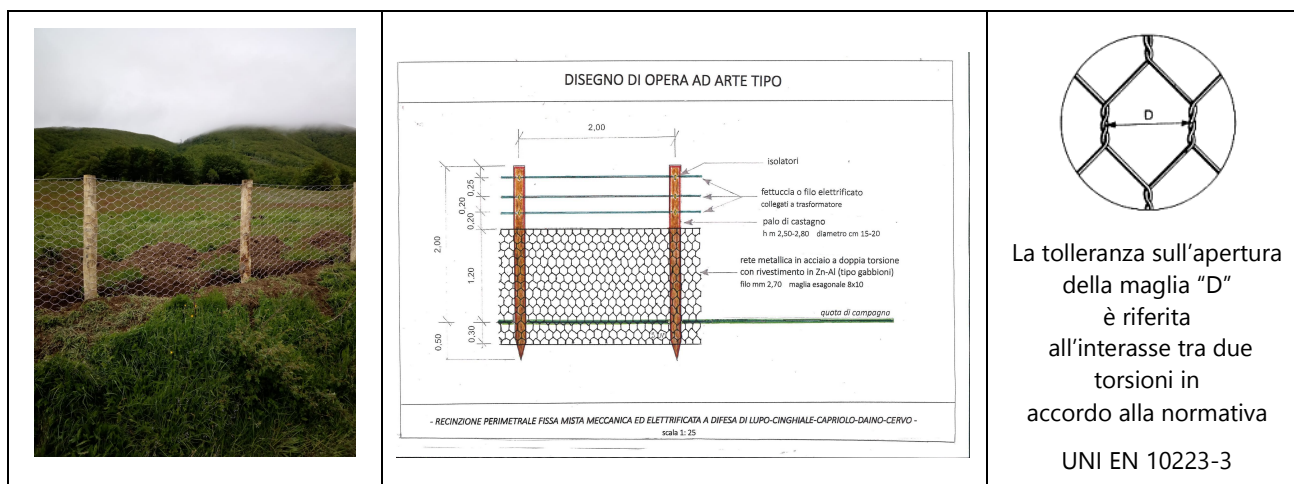 DISEGNO DI OPERA AD ARTE TIPO
2,00
isolatori
fettuccia o filo elettrificato
collegati a trasformatore
palo di castagno
h m 2,50-2,80 diametro cm 15-20
rete metallica in acciaio a doppia torsione
con rivestimento in Zn-Al (tipo gabbioni)
filo mm 2,70 maglia esagonale 8x10
quota di campagna
0,25
0,20
0,20
2,00
1,20
0,50
0,30
- RECINZIONE PERIMETRALE FISSA MISTA MECCANICA ED ELETTRIFICATA A DIFESA DI LUPO-CINGHIALE-CAPRIOLO-DAINO-CERVO -
scala 1: 25
D
La tolleranza sull'apertura
della maglia “D”
è riferita
all'interasse tra due
torsioni in
accordo alla normativa
UNI EN 10223-3